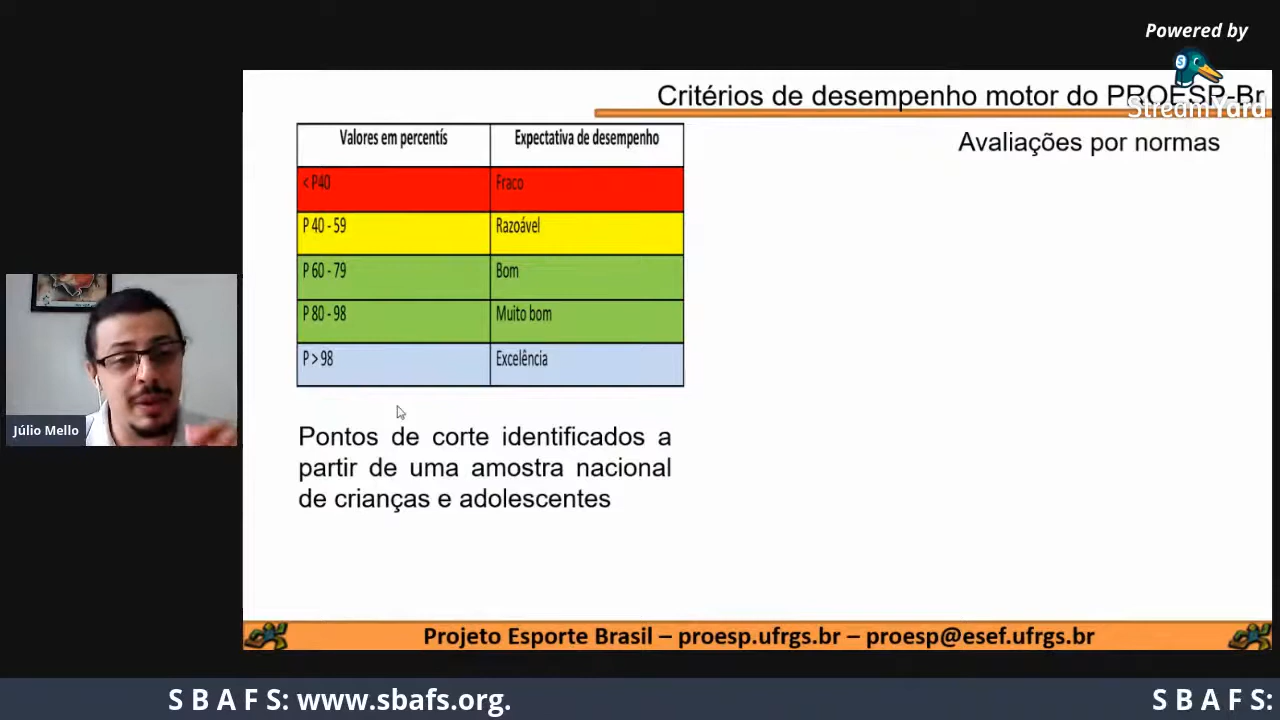 Powered by
StreamYard
Critérios de desempenho motor do PROESP-Br
Avaliações por normas
Valores em percentís Expectativa de desempenho
< P40 Fraco
P 40 - 59 Razoável
P 60 - 79 Bom
P 80 - 98 Muito bom
P > 98 Excelência
Pontos de corte identificados a
partir de uma amostra nacional
de crianças e adolescentes
Júlio Mello
Projeto Esporte Brasil – proesp.ufrgs.br – proesp@esef.ufrgs.br
S B A F S: www.sbafs.org. S B A F S: